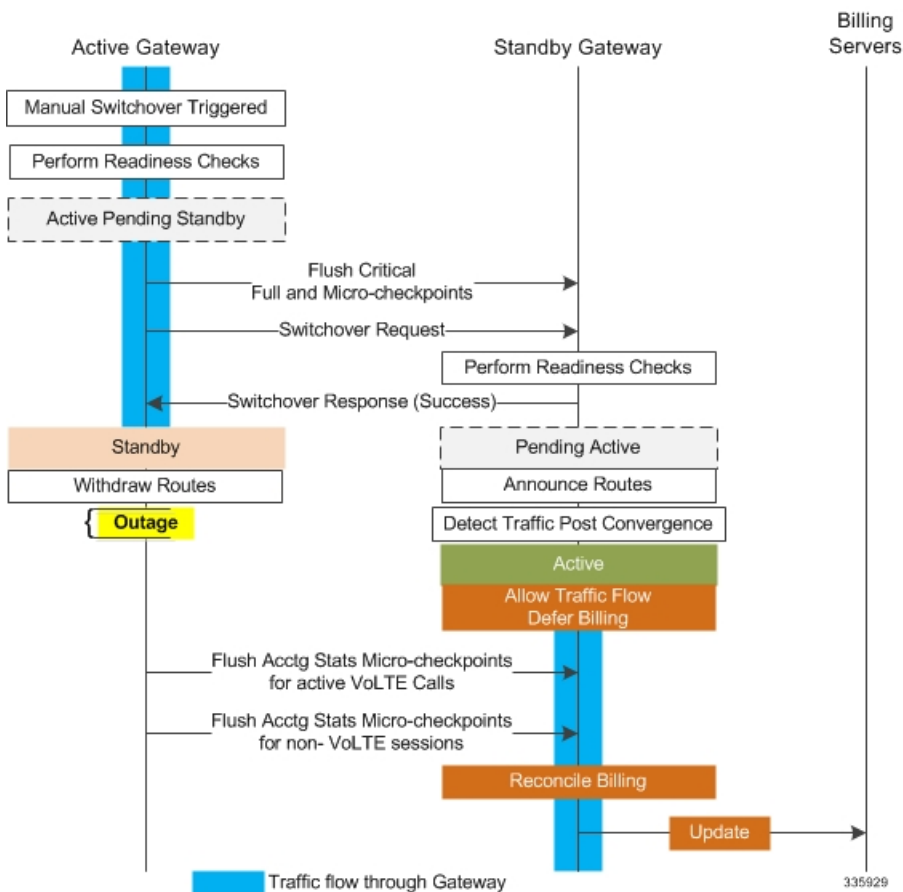 Billing
Servers
Active Gateway
Standby Gateway
Manual Switchover Triggered
Perform Readiness Checks
Active Pending Standby
Flush Critical
Full and Micro-checkpoints
Switchover Request
Perform Readiness Checks
Switchover Response (Success)
Standby
Pending Active
Withdraw Routes
Announce Routes
{ Outage
Detect Traffic Post Convergence
Active
Allow Traffic Flow
Defer Billing
Flush Acctg Stats Micro-checkpoints
for active VoLTE Calls
Flush Acctg Stats Micro-checkpoints
for non- VoLTE sessions
Reconcile Billing
Update
Traffic flow through Gateway
335929